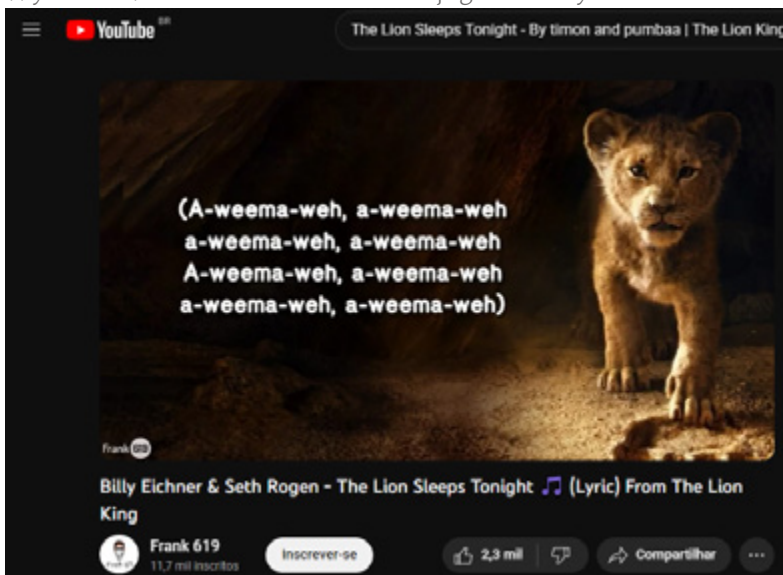 YouTube BR
The Lion Sleeps Tonight - By timon and pumbaa | The Lion King
(A-weema-weh, a-weema-weh
a-weema-weh, a-weema-weh
A-weema-weh, a-weema-weh
a-weema-weh, a-weema-weh)
Frank 619
Billy Eichner & Seth Rogen - The Lion Sleeps Tonight 🎵 (Lyric) From The Lion
King
Frank 619
11,7 mil inscritos
Inscrever-se
2,3 mil
Compartilhar